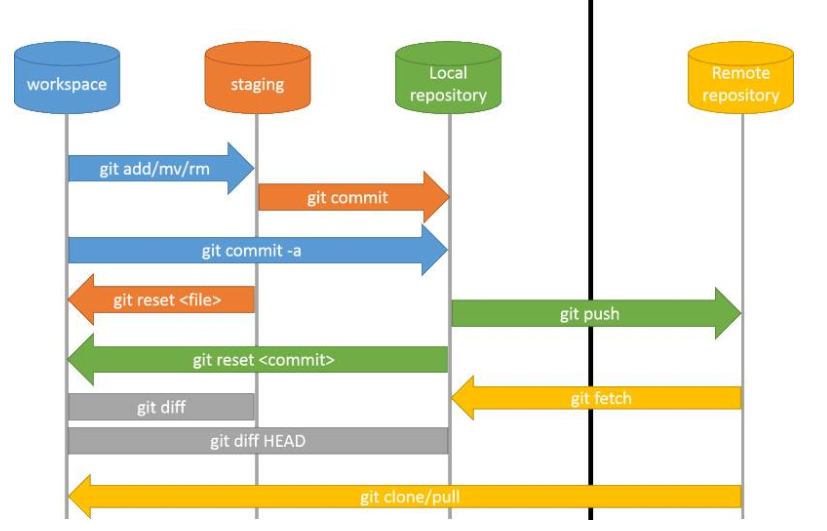 workspace
staging
Local
repository
Remote
repository
git add/mv/rm
git commit
git commit -a
git reset <file>
git push
git reset <commit>
git fetch
git diff
git diff HEAD
git clone/pull